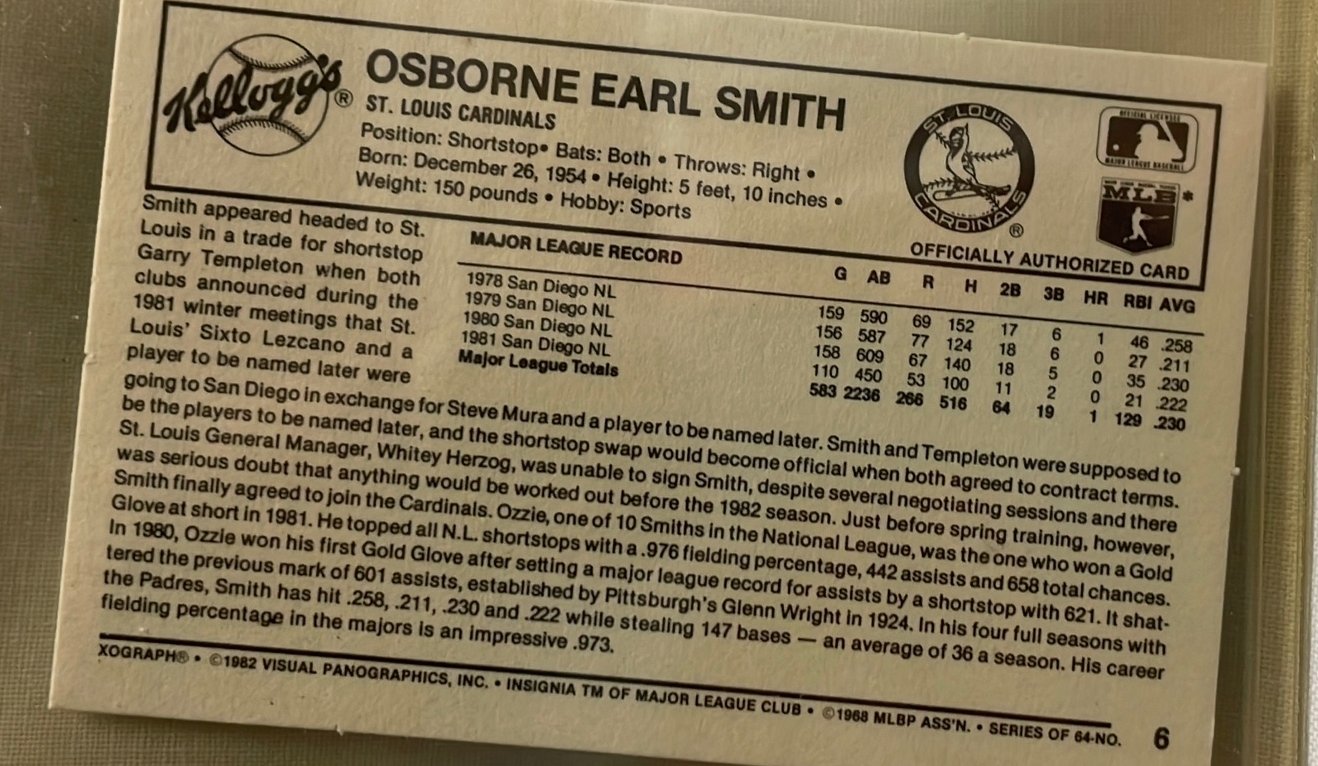 Kellogg's®
OSBORNE EARL SMITH
ST. LOUIS CARDINALS
Position: Shortstop• Bats: Both • Throws: Right •
Born: December 26, 1954 • Height: 5 feet, 10 inches •
Weight: 150 pounds • Hobby: Sports
ST. LOUIS
CARDINALS ®
OFFICIAL LICENSEE
MAJOR LEAGUE BASEBALL
MLB *
OFFICIALLY AUTHORIZED CARD
Smith appeared headed to St.
Louis in a trade for shortstop
Garry Templeton when both
clubs announced during the
1981 winter meetings that St.
Louis' Sixto Lezcano and a
player to be named later were
MAJOR LEAGUE RECORD G AB R H 2B 3B HR RBI AVG
1978 San Diego NL 159 590 69 152 17 6 1 46 .258
1979 San Diego NL 156 587 77 124 18 6 0 27 .211
1980 San Diego NL 158 609 67 140 18 5 0 35 .230
1981 San Diego NL 110 450 53 100 11 2 0 21 .222
Major League Totals 583 2236 266 516 64 19 1 129 .230
going to San Diego in exchange for Steve Mura and a player to be named later. Smith and Templeton were supposed to
be the players to be named later, and the shortstop swap would become official when both agreed to contract terms.
St. Louis General Manager, Whitey Herzog, was unable to sign Smith, despite several negotiating sessions and there
was serious doubt that anything would be worked out before the 1982 season. Just before spring training, however,
Smith finally agreed to join the Cardinals. Ozzie, one of 10 Smiths in the National League, was the one who won a Gold
Glove at short in 1981. He topped all N.L. shortstops with a .976 fielding percentage, 442 assists and 658 total chances.
In 1980, Ozzie won his first Gold Glove after setting a major league record for assists by a shortstop with 621. It shat-
tered the previous mark of 601 assists, established by Pittsburgh's Glenn Wright in 1924. In his four full seasons with
the Padres, Smith has hit .258, .211, .230 and .222 while stealing 147 bases — an average of 36 a season. His career
fielding percentage in the majors is an impressive .973.
XOGRAPH® • ©1982 VISUAL PANOGRAPHICS, INC. • INSIGNIA TM OF MAJOR LEAGUE CLUB • ©1968 MLBP ASS'N. • SERIES OF 64-NO. 6